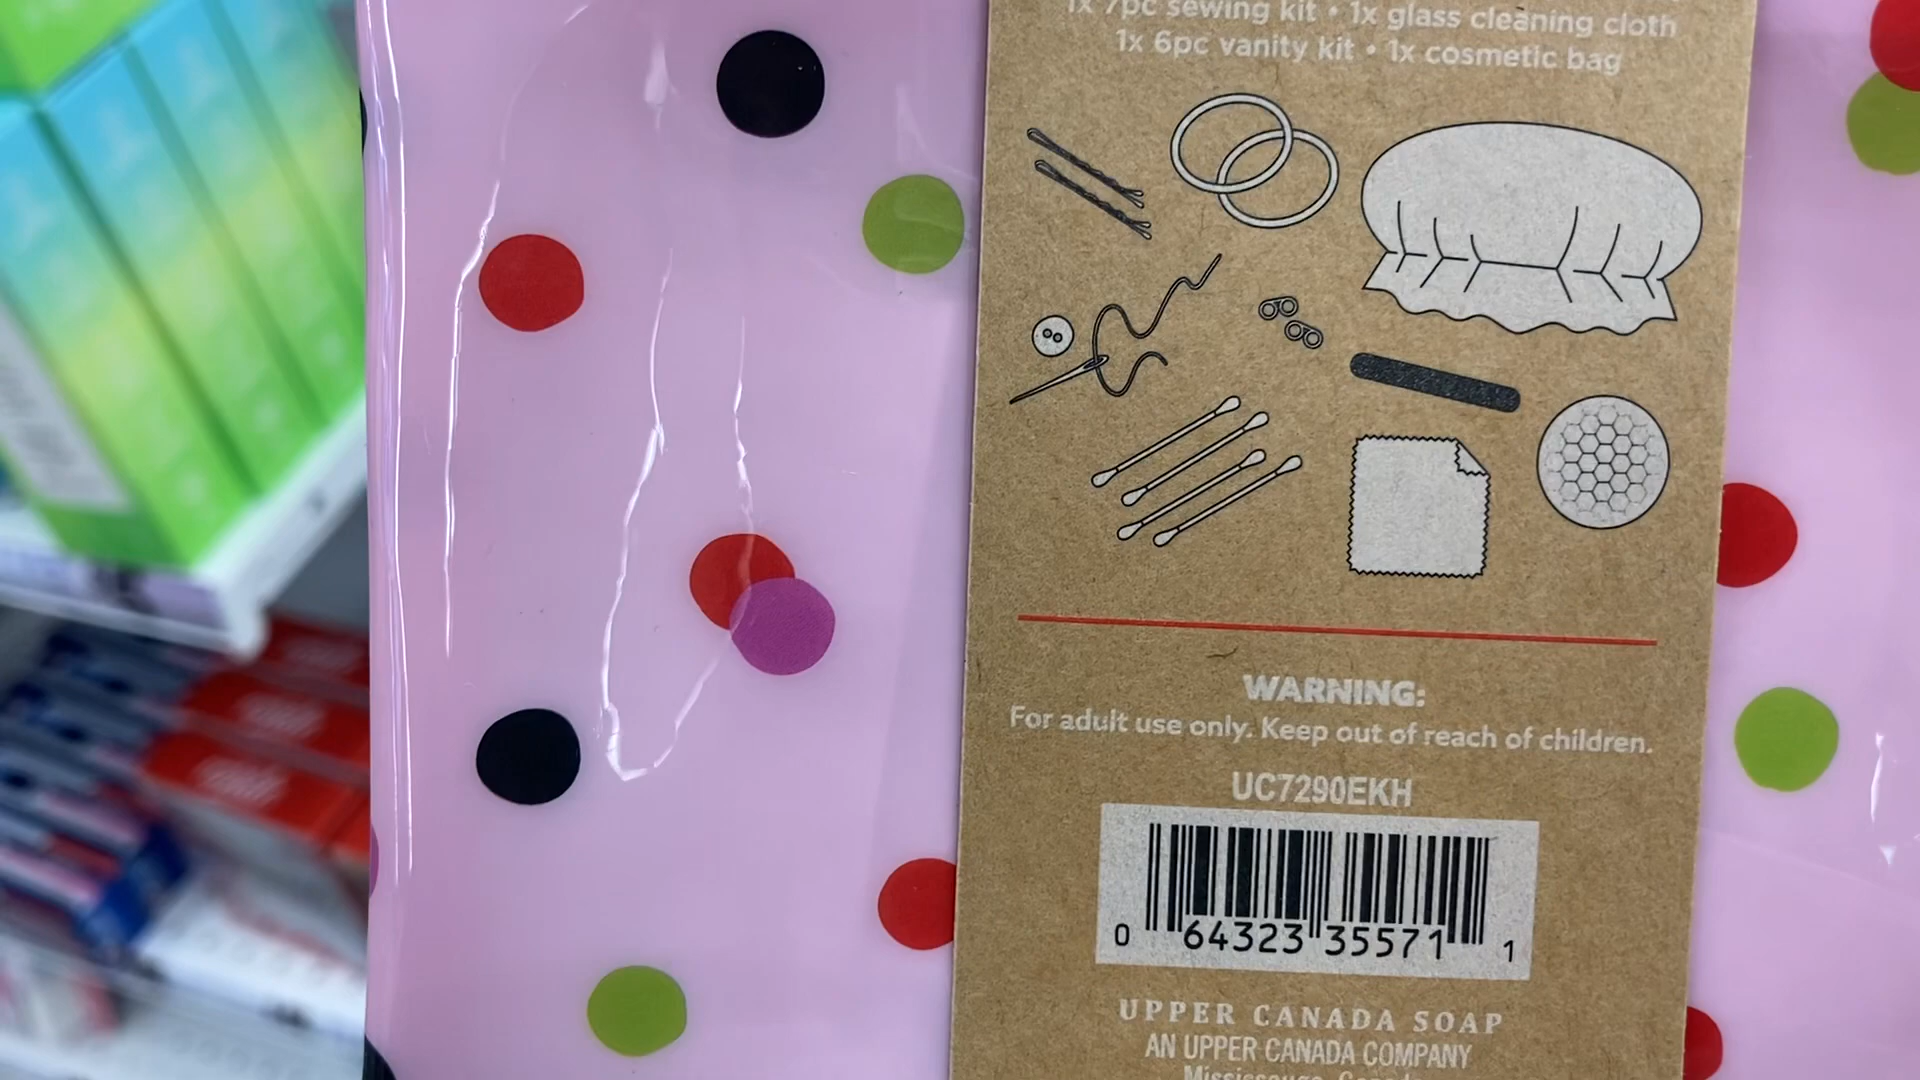 1x 7pc sewing kit • 1x glass cleaning cloth
1x 6pc vanity kit • 1x cosmetic bag
WARNING:
For adult use only. Keep out of reach of children.
UC7290EKH
0 64323 35571 1
UPPER CANADA SOAP
AN UPPER CANADA COMPANY
Mississauga, Canada